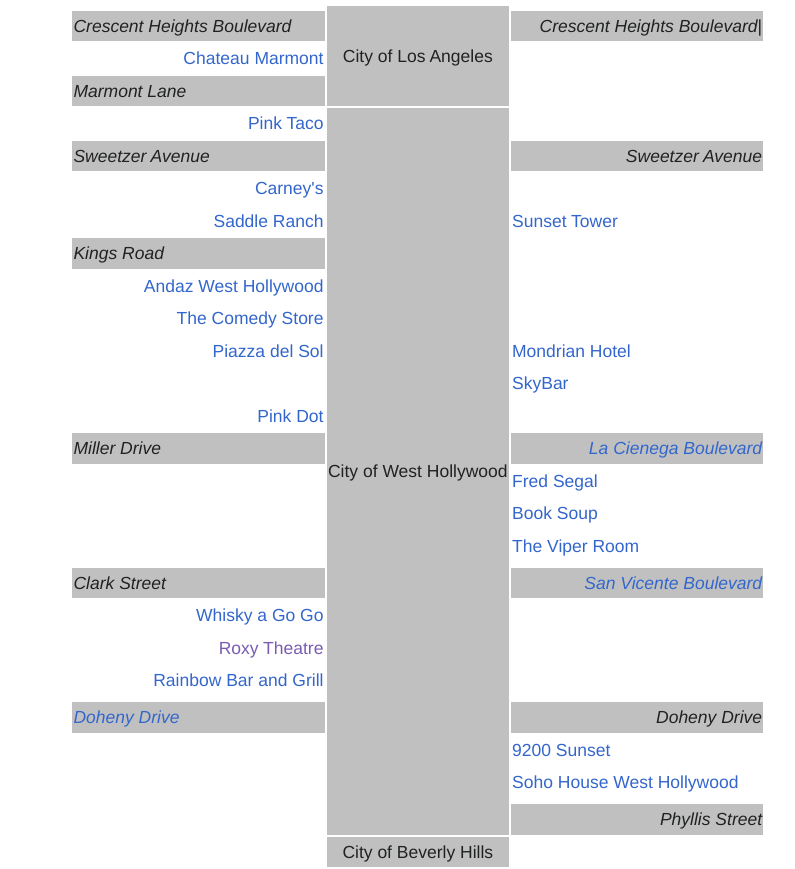 Crescent Heights Boulevard
City of Los Angeles
Crescent Heights Boulevard|
Chateau Marmont
Marmont Lane
Pink Taco
Sweetzer Avenue
Sweetzer Avenue
Carney's
Saddle Ranch
Sunset Tower
Kings Road
Andaz West Hollywood
The Comedy Store
Piazza del Sol
Mondrian Hotel
SkyBar
Pink Dot
Miller Drive
La Cienega Boulevard
City of West Hollywood
Fred Segal
Book Soup
The Viper Room
Clark Street
San Vicente Boulevard
Whisky a Go Go
Roxy Theatre
Rainbow Bar and Grill
Doheny Drive
Doheny Drive
9200 Sunset
Soho House West Hollywood
Phyllis Street
City of Beverly Hills